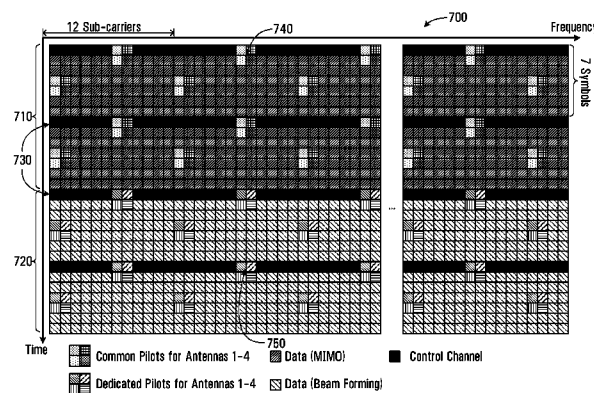 700
12 Sub-carriers
740
Frequency
7 Symbols
710
730
...
720
750
Time
Common Pilots for Antennas 1-4
Data (MIMO)
Control Channel
Dedicated Pilots for Antennas 1-4
Data (Beam Forming)